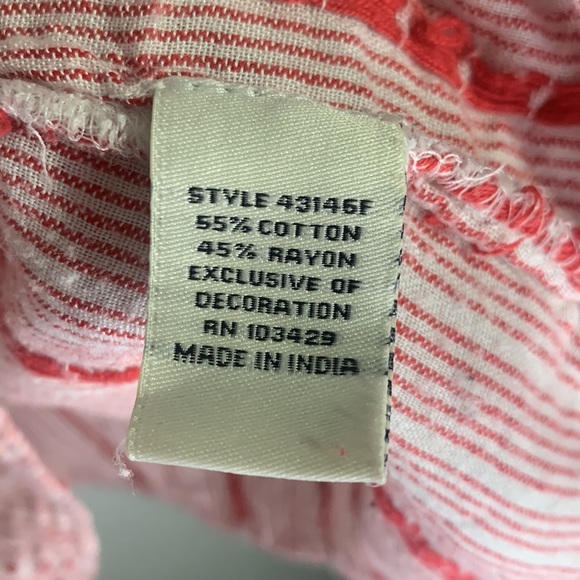 STYLE 43146F
55% COTTON
45% RAYON
EXCLUSIVE OF
DECORATION
RN 103429
MADE IN INDIA